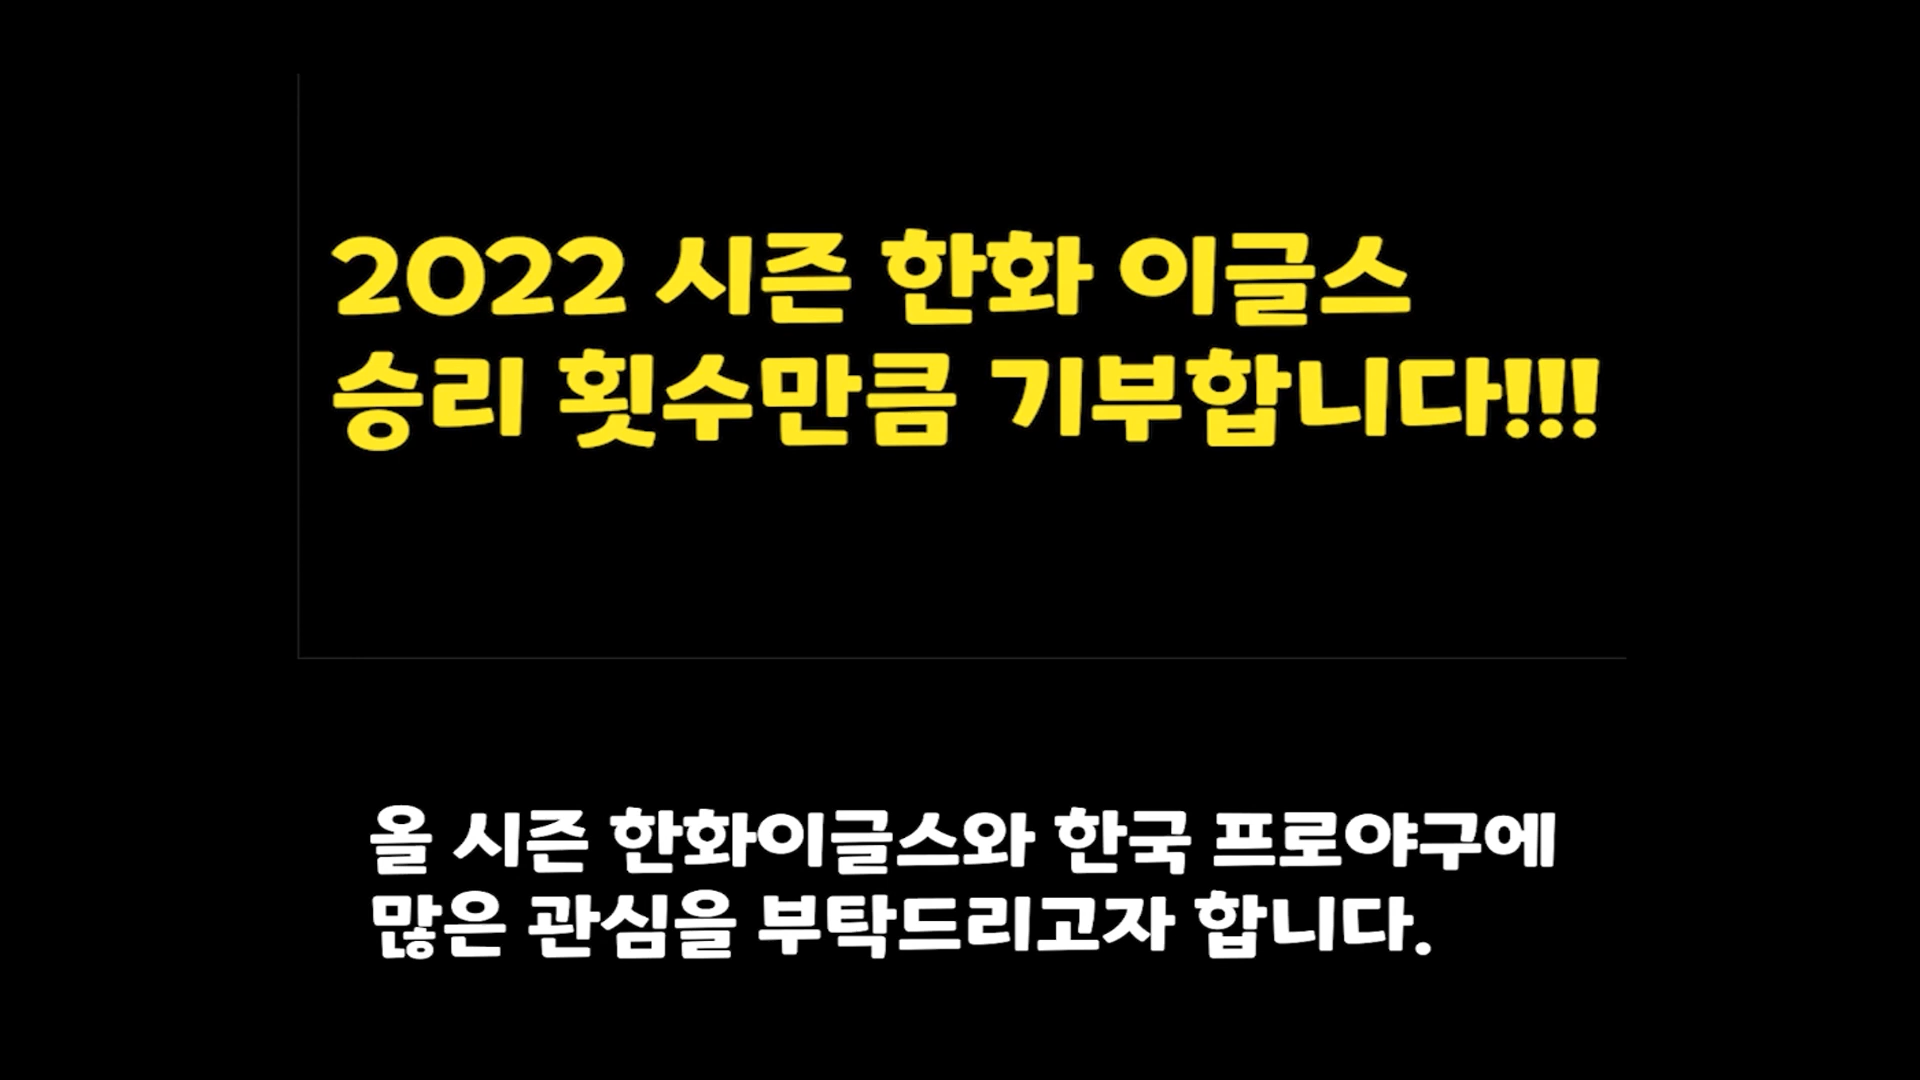 2022 시즌 한화 이글스
승리 횟수만큼 기부합니다!!!
올 시즌 한화이글스와 한국 프로야구에
많은 관심을 부탁드리고자 합니다.